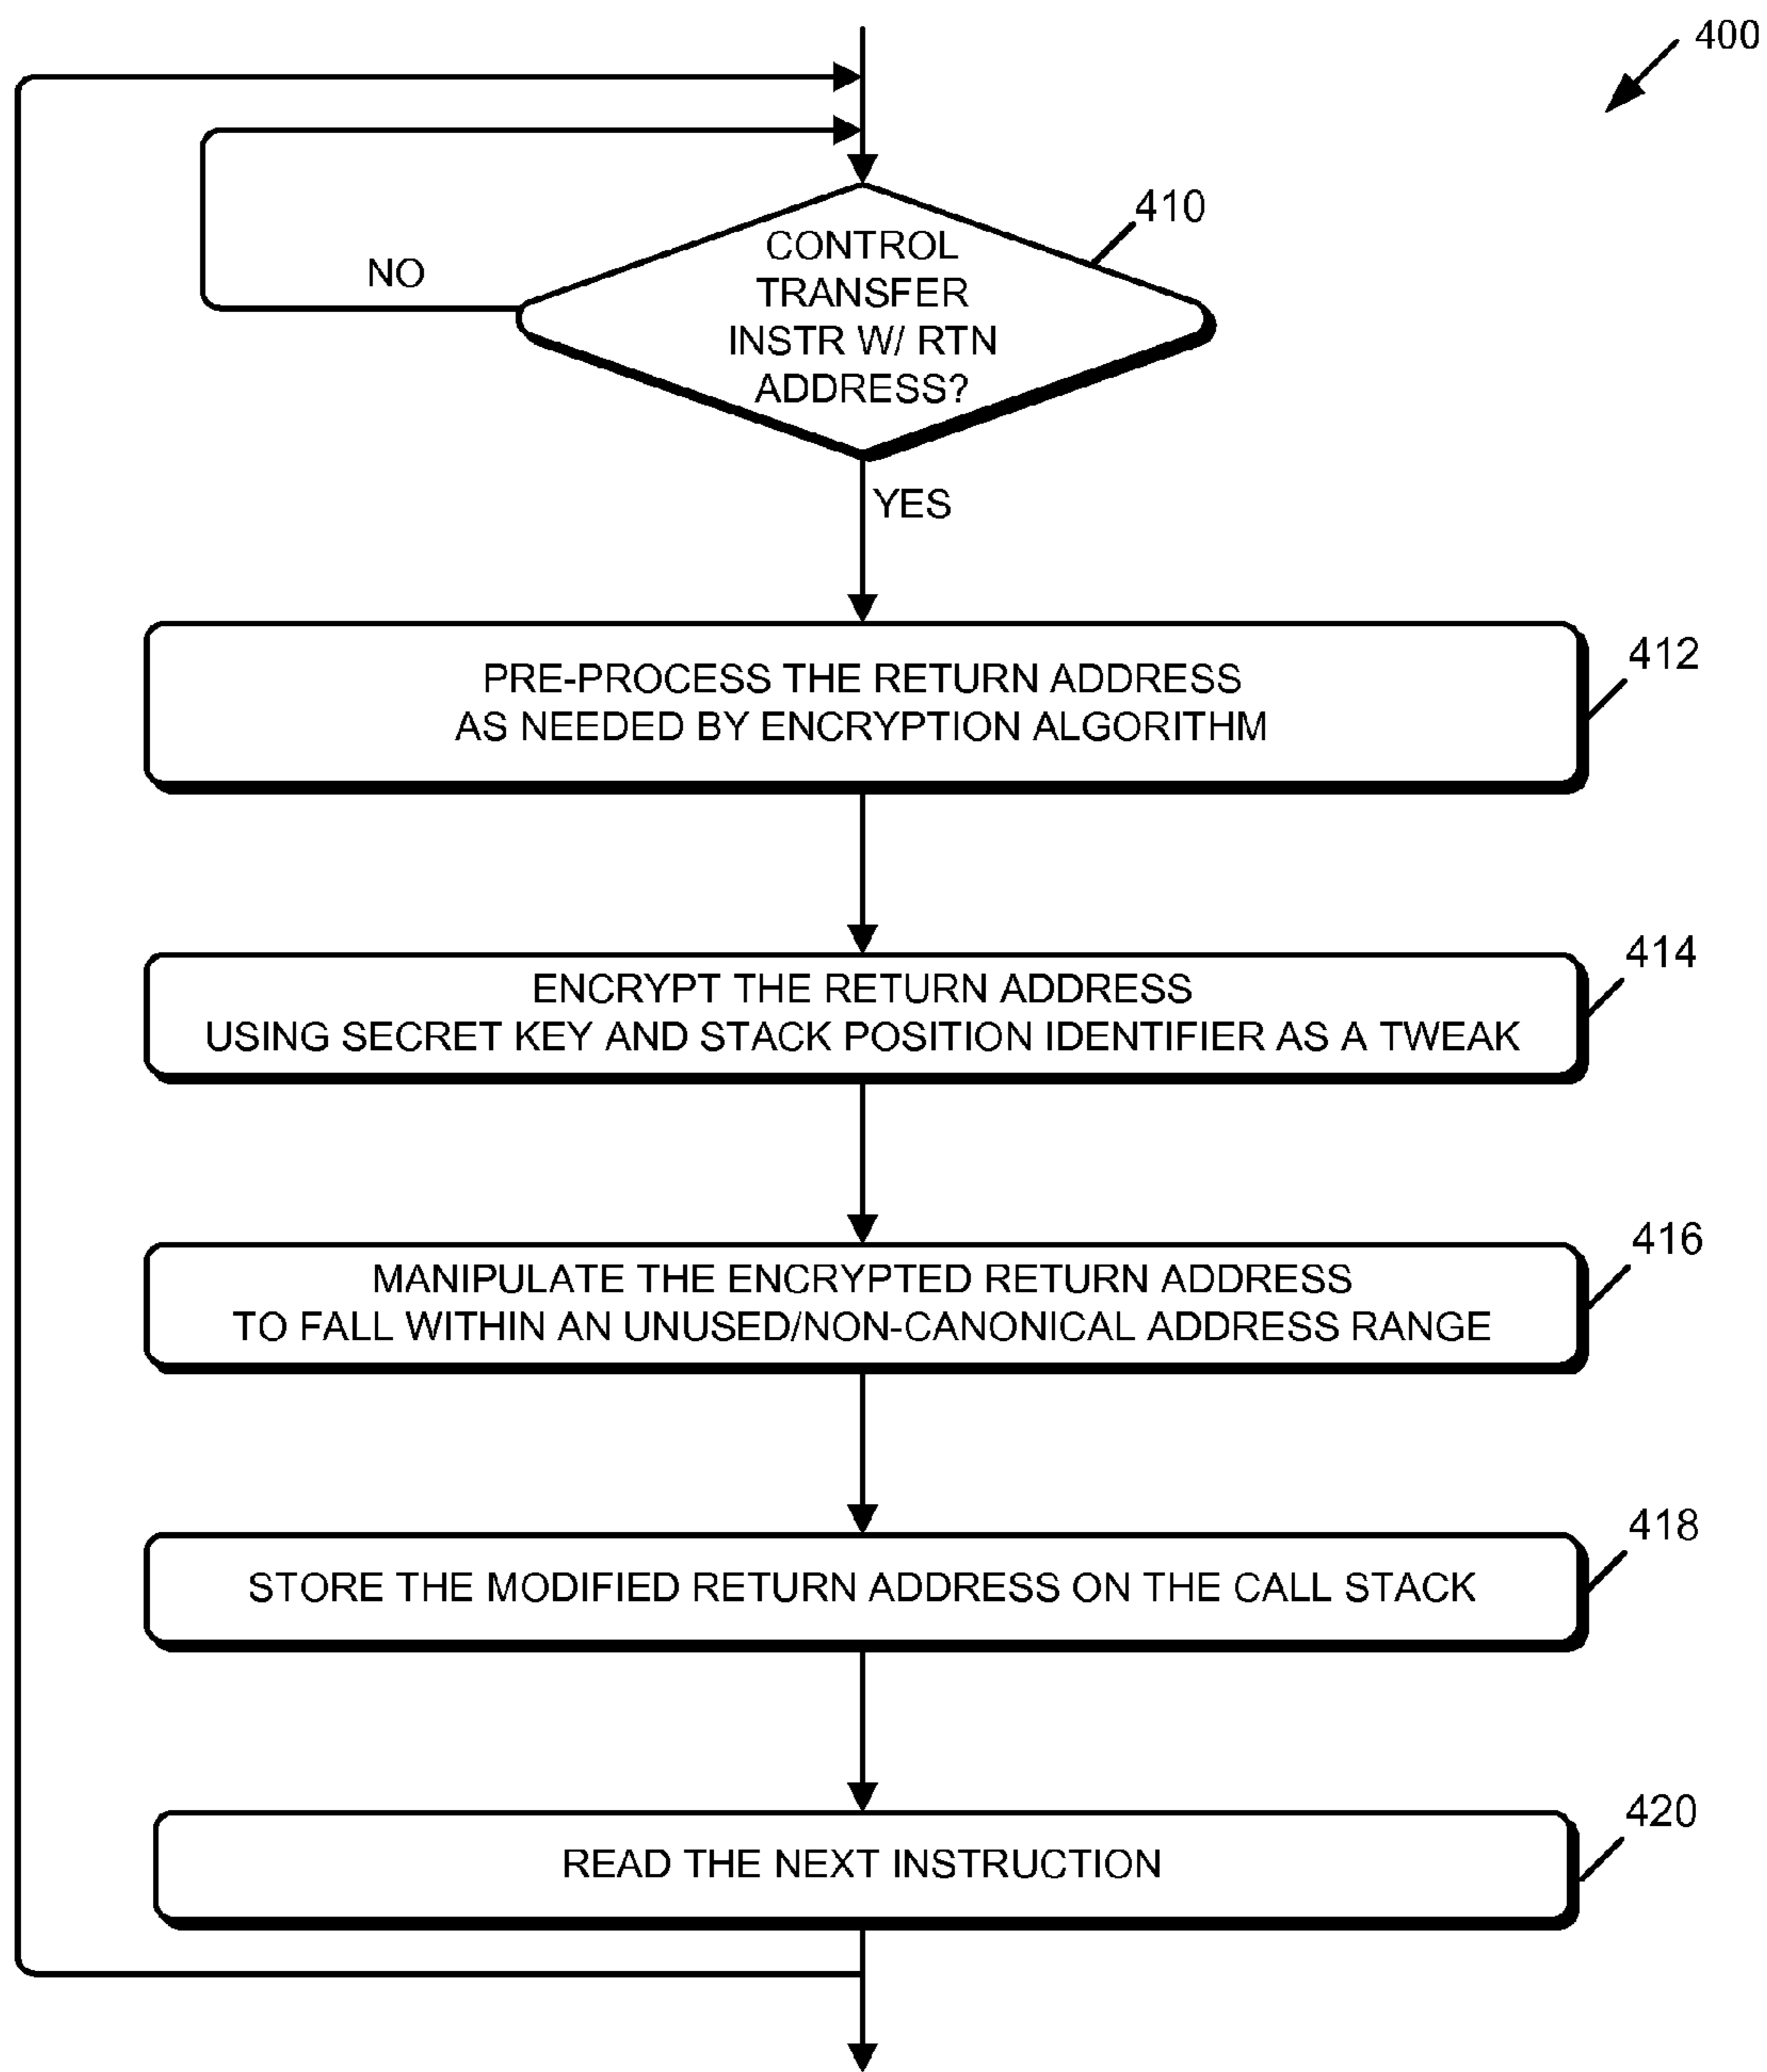 400
410
CONTROL
TRANSFER
INSTR W/ RTN
ADDRESS?
NO
YES
412
PRE-PROCESS THE RETURN ADDRESS
AS NEEDED BY ENCRYPTION ALGORITHM
414
ENCRYPT THE RETURN ADDRESS
USING SECRET KEY AND STACK POSITION IDENTIFIER AS A TWEAK
416
MANIPULATE THE ENCRYPTED RETURN ADDRESS
TO FALL WITHIN AN UNUSED/NON-CANONICAL ADDRESS RANGE
418
STORE THE MODIFIED RETURN ADDRESS ON THE CALL STACK
420
READ THE NEXT INSTRUCTION